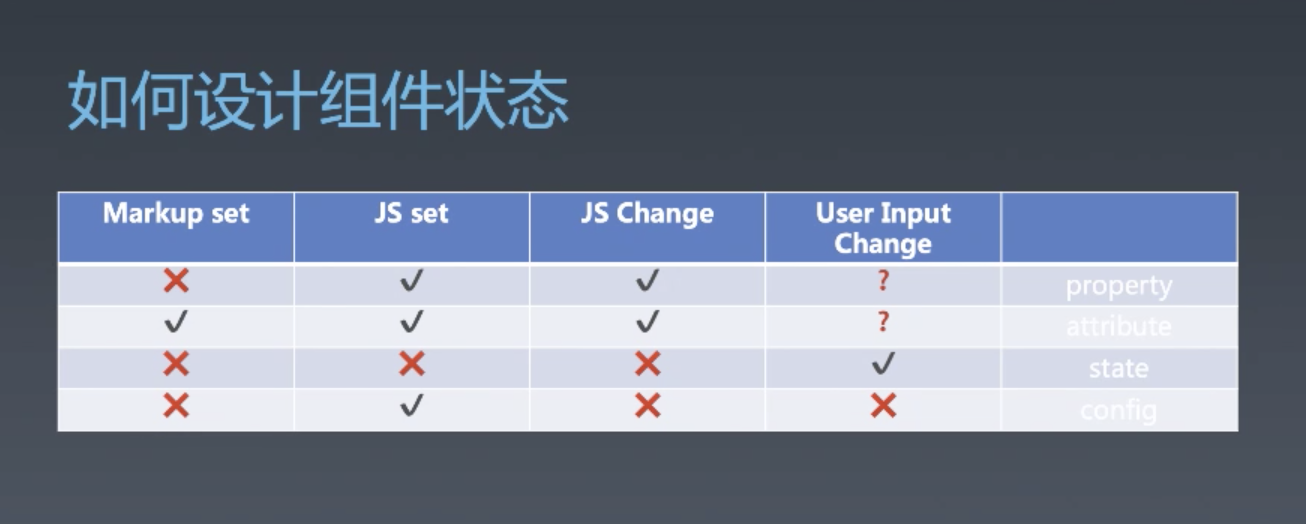 如何设计组件状态
Markup set JS set JS Change User Input Change
❌ ✓ ✓ ? property
✓ ✓ ✓ ? attribute
❌ ❌ ❌ ✓ state
❌ ✓ ❌ ❌ config